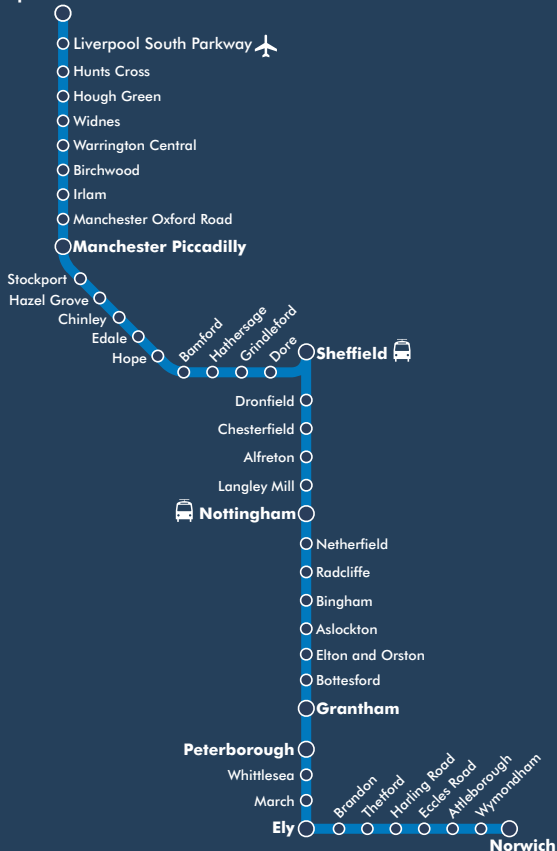 Liverpool South Parkway
Hunts Cross
Hough Green
Widnes
Warrington Central
Birchwood
Irlam
Manchester Oxford Road
Manchester Piccadilly
Stockport
Hazel Grove
Chinley
Edale
Hope
Bamford
Hathersage
Grindleford
Dore
Sheffield
Dronfield
Chesterfield
Alfreton
Langley Mill
Nottingham
Netherfield
Radcliffe
Bingham
Aslockton
Elton and Orston
Bottesford
Grantham
Peterborough
Whittlesea
March
Ely
Brandon
Thetford
Harling Road
Eccles Road
Attleborough
Wymondham
Norwich